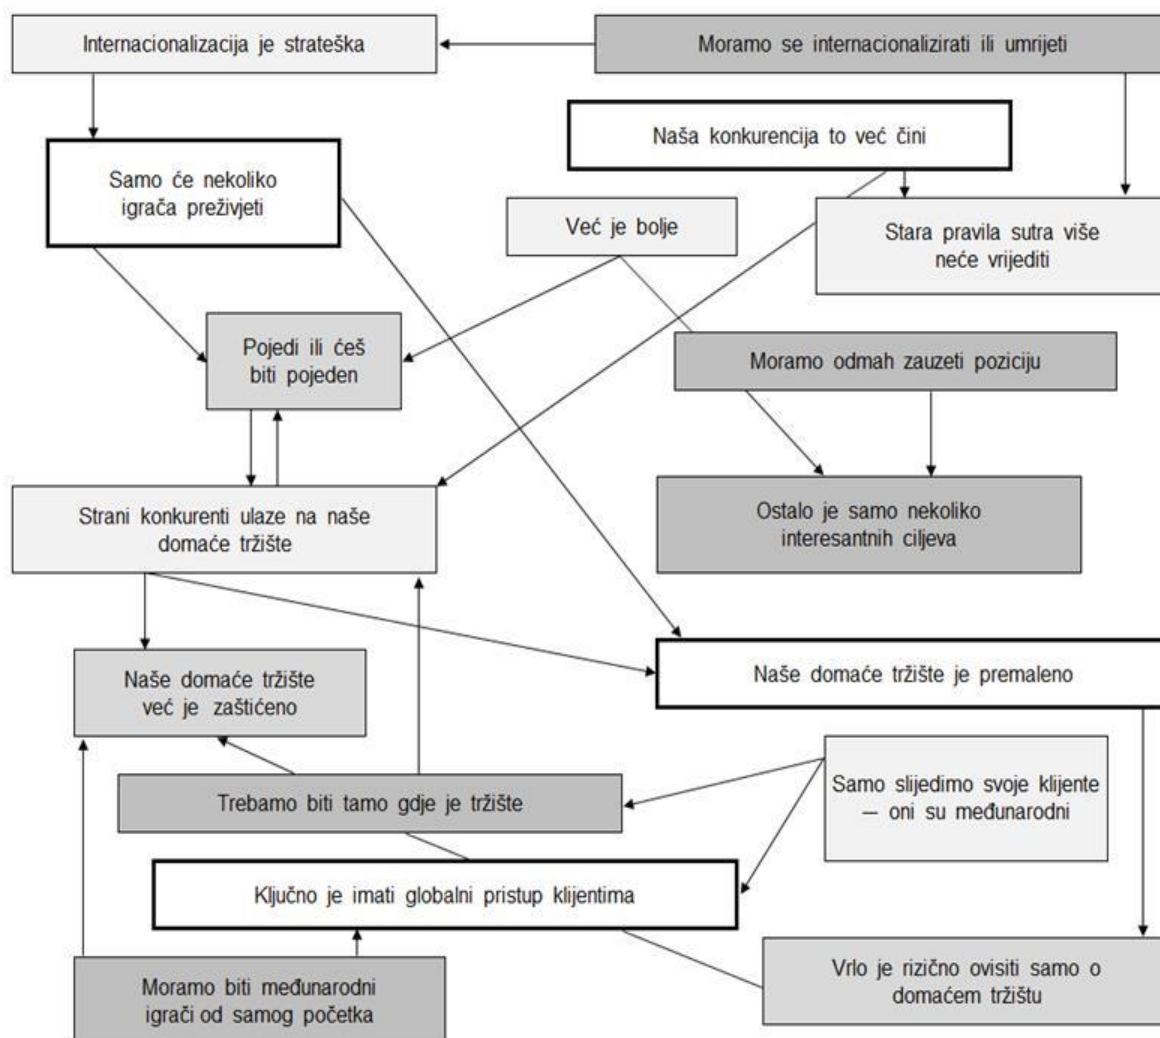 Internacionalizacija je strateška
Moramo se internacionalizirati ili umrijeti
Naša konkurencija to već čini
Samo će nekoliko
igrača preživjeti
Već je bolje
Stara pravila sutra više
neće vrijediti
Pojedi ili ćeš
biti pojeden
Moramo odmah zauzeti poziciju
Strani konkurenti ulaze na naše
domaće tržište
Ostalo je samo nekoliko
interesantnih ciljeva
Naše domaće tržište
već je zaštićeno
Naše domaće tržište je premaleno
Trebamo biti tamo gdje je tržište
Samo slijedimo svoje klijente
— oni su međunarodni
Ključno je imati globalni pristup klijentima
Moramo biti međunarodni
igrači od samog početka
Vrlo je rizično ovisiti samo o
domaćem tržištu